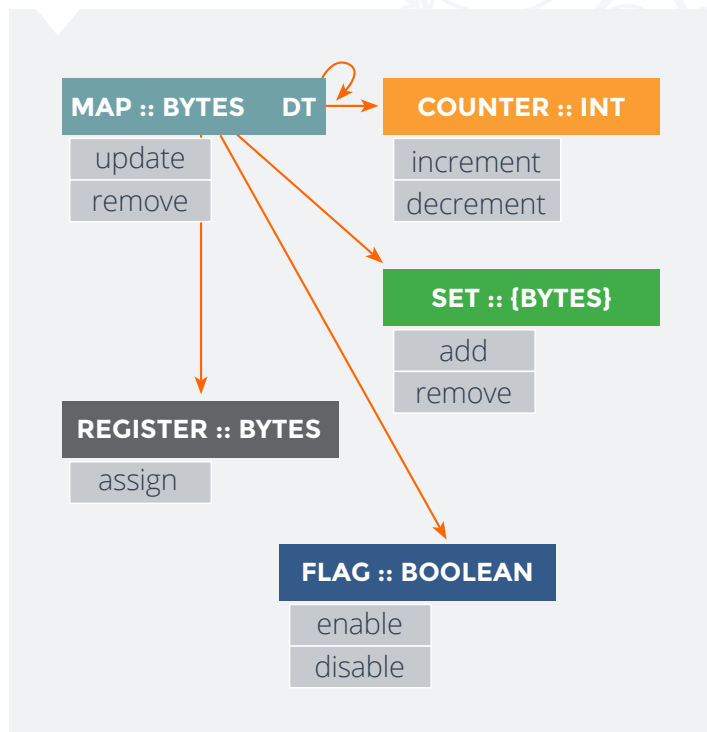 MAP :: BYTES DT
update
remove
COUNTER :: INT
increment
decrement
SET :: {BYTES}
add
remove
REGISTER :: BYTES
assign
FLAG :: BOOLEAN
enable
disable